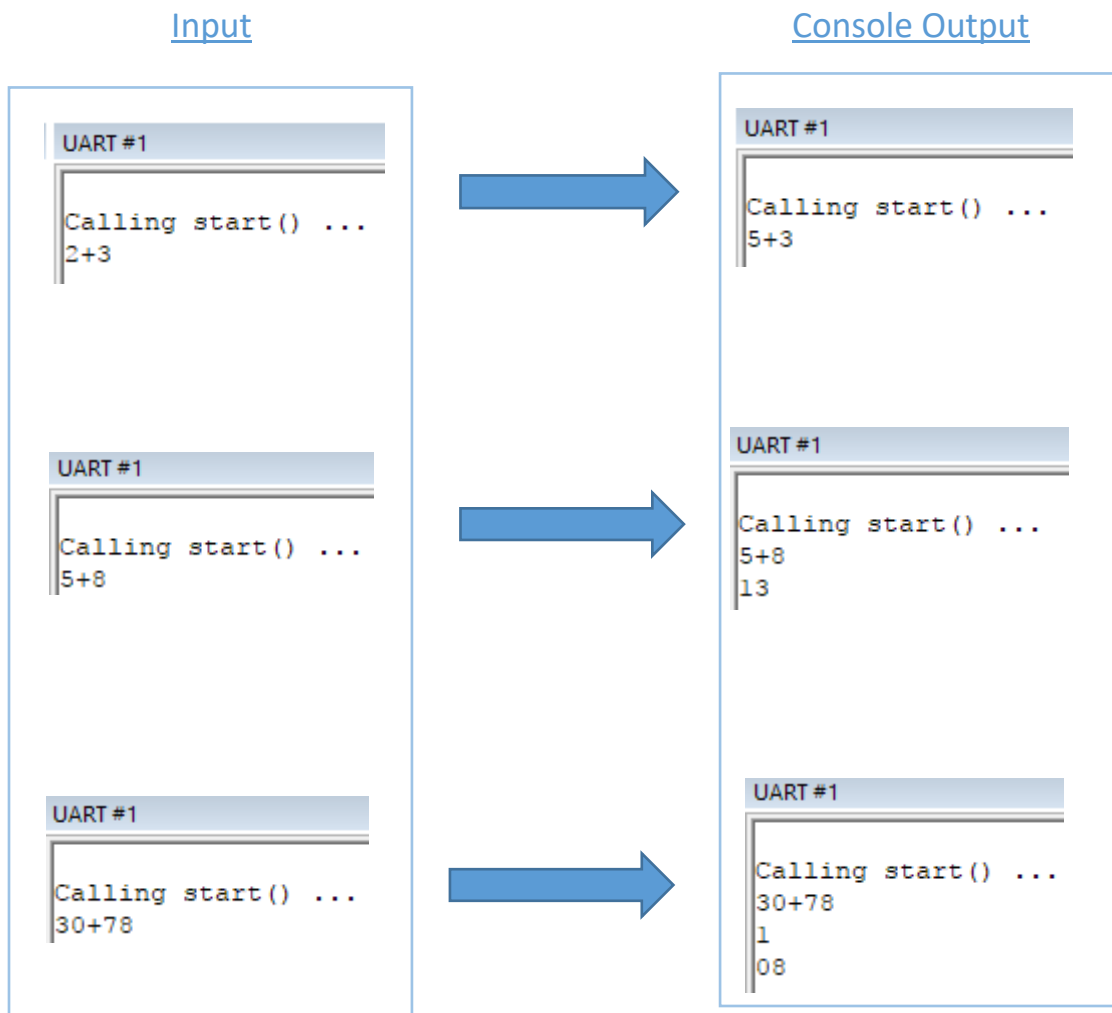 Input
Console Output
UART #1
Calling start() ...
2+3
UART #1
Calling start() ...
5+3
UART #1
Calling start() ...
5+8
UART #1
Calling start() ...
5+8
13
UART #1
Calling start() ...
30+78
UART #1
Calling start() ...
30+78
1
08